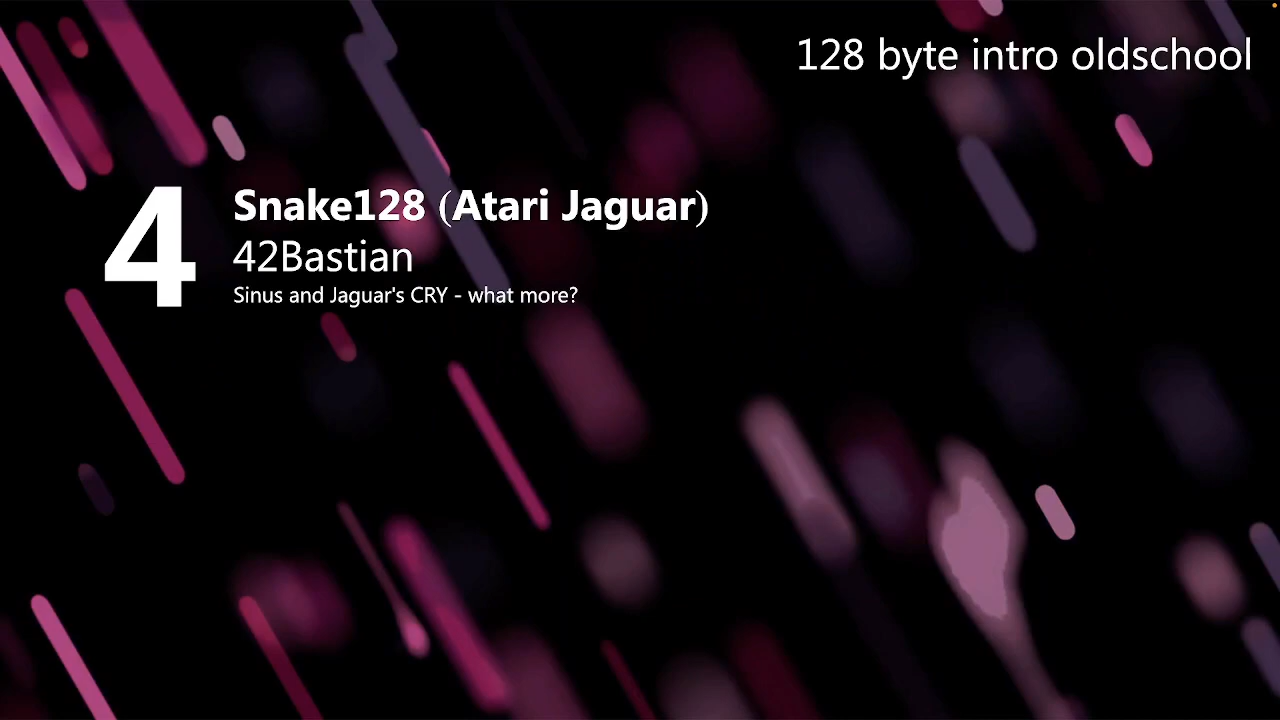 128 byte intro oldschool
4
Snake128 (Atari Jaguar)
42Bastian
Sinus and Jaguar's CRY - what more?